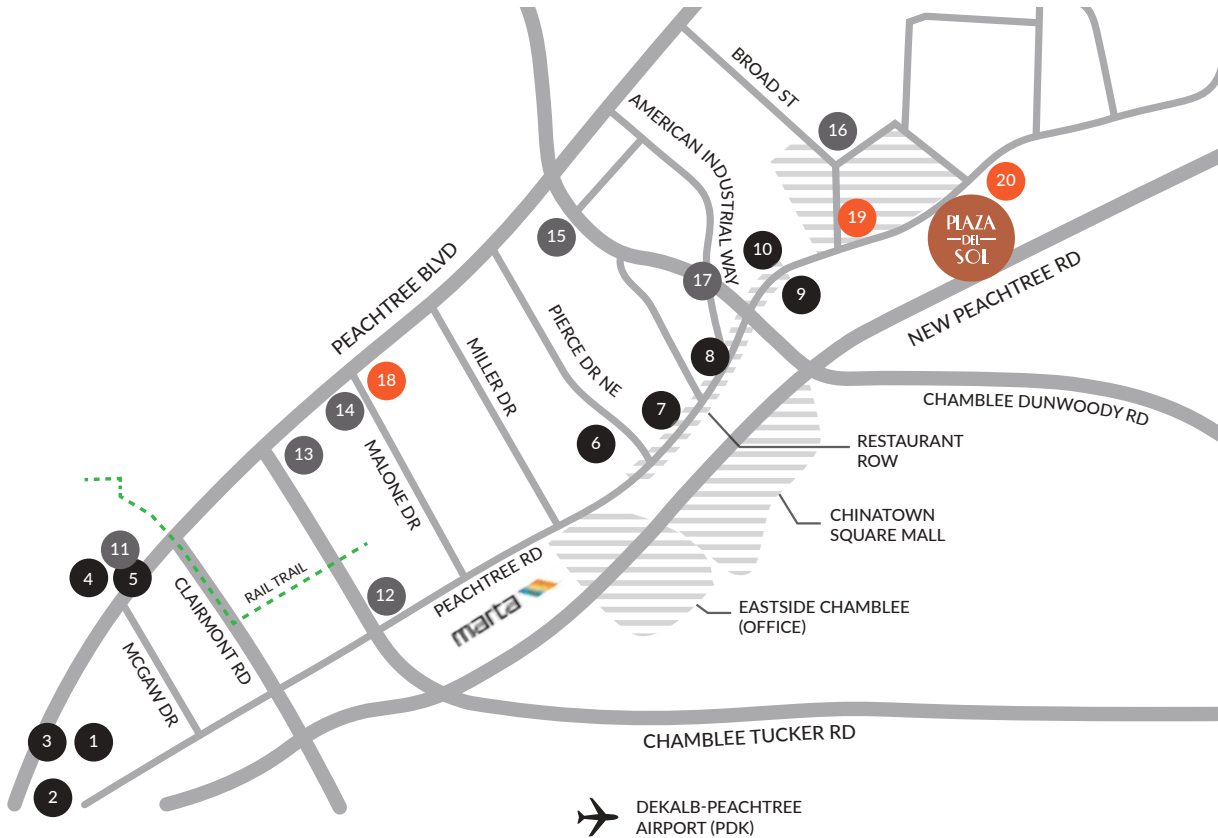 BROAD ST
AMERICAN INDUSTRIAL WAY
16
20
19
PLAZA
DEL
SOL
15
10
17
9
PEACHTREE BLVD
NEW PEACHTREE RD
PIERCE DR NE
MILLER DR
8
18
14
7
6
13
CHAMBLEE DUNWOODY RD
RESTAURANT
ROW
MALONE DR
CHINATOWN
SQUARE MALL
11
4
5
CLAIRMONT RD
RAIL TRAIL
12
PEACHTREE RD
marta
EASTSIDE CHAMBLEE
(OFFICE)
MCGAW DR
3
1
2
CHAMBLEE TUCKER RD
DEKALB-PEACHTREE
AIRPORT (PDK)